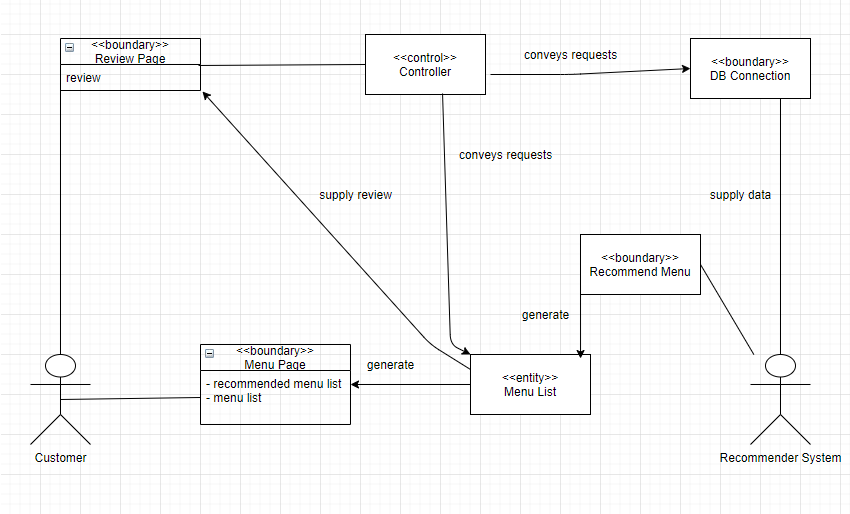 <<boundary>>
Review Page
review
<<control>>
Controller
conveys requests
<<boundary>>
DB Connection
conveys requests
supply review
supply data
<<boundary>>
Recommend Menu
generate
<<boundary>>
Menu Page
- recommended menu list
- menu list
generate
<<entity>>
Menu List
Customer
Recommender System